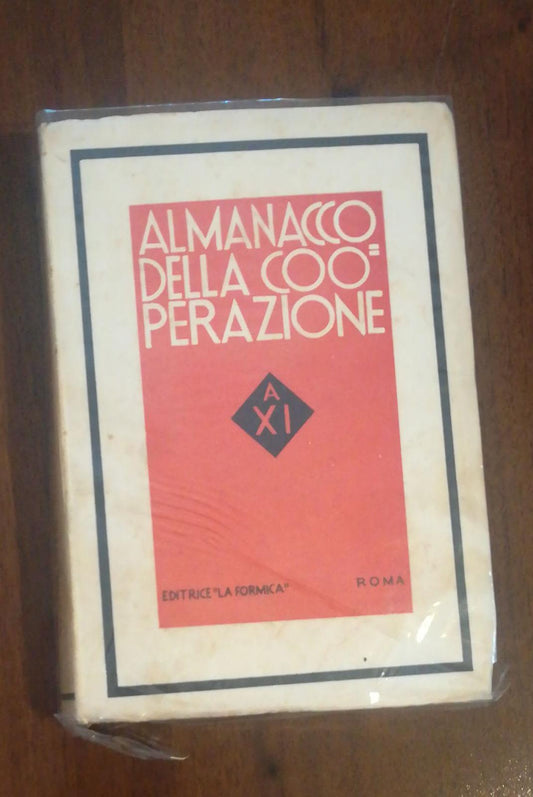 ALMANACCO
DELLA COO=
PERAZIONE
A
XI
EDITRICE "LA FORMICA" ROMA